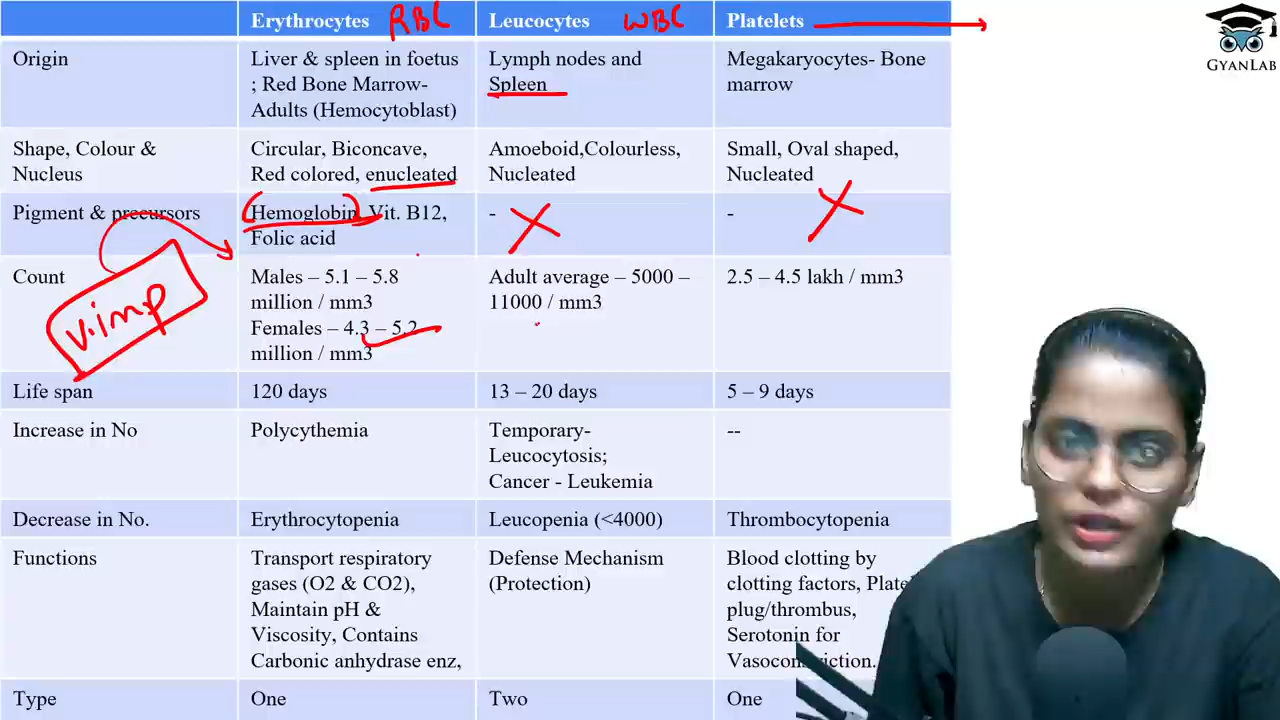 Erythrocytes RBC Leucocytes WBC Platelets
GYANLAB
Origin
Liver & spleen in foetus
; Red Bone Marrow-
Adults (Hemocytoblast)
Lymph nodes and
Spleen
Megakaryocytes- Bone
marrow
Shape, Colour &
Nucleus
Circular, Biconcave,
Red colored, enucleated
Amoeboid,Colourless,
Nucleated
Small, Oval shaped,
Nucleated
Pigment & precursors
Hemoglobin, Vit. B12,
Folic acid
-
-
Count
V.imp
Males – 5.1 – 5.8
million / mm3
Females – 4.3 – 5.2
million / mm3
Adult average – 5000 –
11000 / mm3
2.5 – 4.5 lakh / mm3
Life span
120 days
13 – 20 days
5 – 9 days
Increase in No
Polycythemia
Temporary-
Leucocytosis;
Cancer - Leukemia
--
Decrease in No.
Erythrocytopenia
Leucopenia (<4000)
Thrombocytopenia
Functions
Transport respiratory
gases (O2 & CO2),
Maintain pH &
Viscosity, Contains
Carbonic anhydrase enz,
Defense Mechanism
(Protection)
Blood clotting by
clotting factors,
plug/thrombus,
Serotonin for
Type
One
Two
One